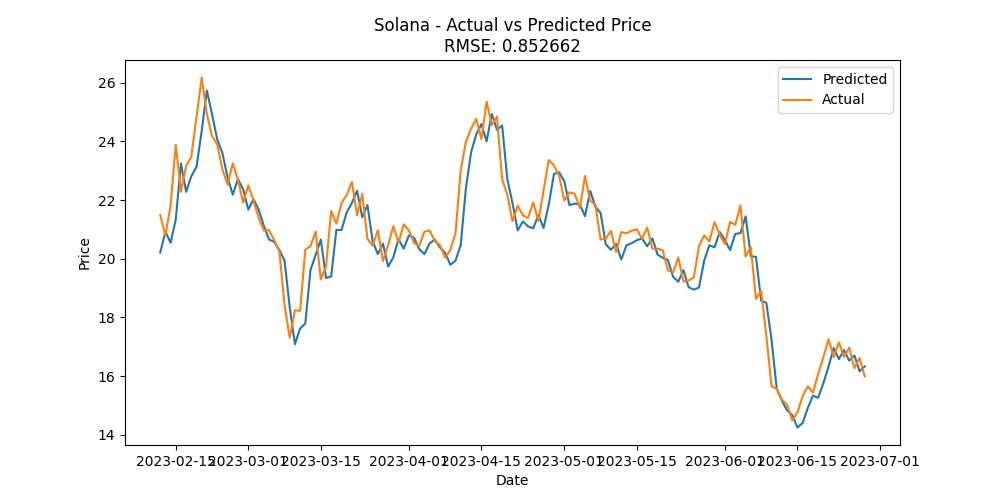 Solana - Actual vs Predicted Price
RMSE: 0.852662
Predicted
Actual
Price
26
24
22
20
18
16
14
2023-02-15
2023-03-01
2023-03-15
2023-04-01
2023-04-15
2023-05-01
2023-05-15
2023-06-01
2023-06-15
2023-07-01
Date